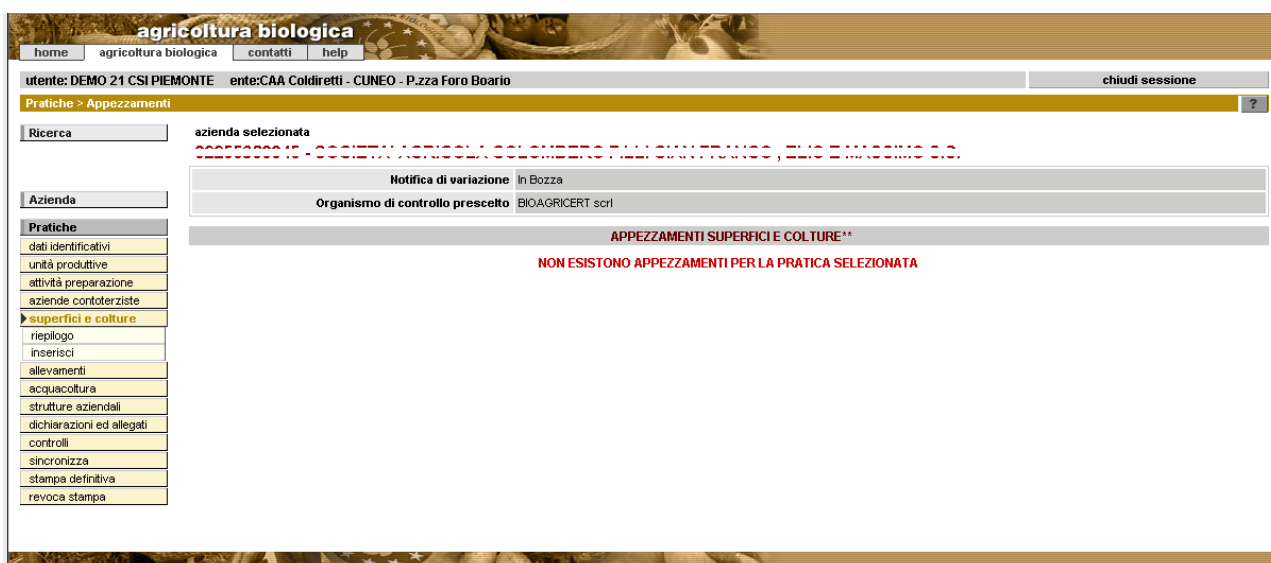 agricoltura biologica
home agricoltura biologica contatti help
utente: DEMO 21 CSI PIEMONTE ente:CAA Coldiretti - CUNEO - P.zza Foro Boario chiudi sessione
Pratiche > Appezzamenti ?
Ricerca
azienda selezionata
Notifica di variazione In Bozza
Azienda
Organismo di controllo prescelto BIOAGRICERT scrl
Pratiche
APPEZZAMENTI SUPERFICI E COLTURE**
dati identificativi
unità produttive
NON ESISTONO APPEZZAMENTI PER LA PRATICA SELEZIONATA
attività preparazione
aziende contoterziste
superfici e colture
riepilogo
inserisci
allevamenti
acquacoltura
strutture aziendali
dichiarazioni ed allegati
controlli
sincronizza
stampa definitiva
revoca stampa